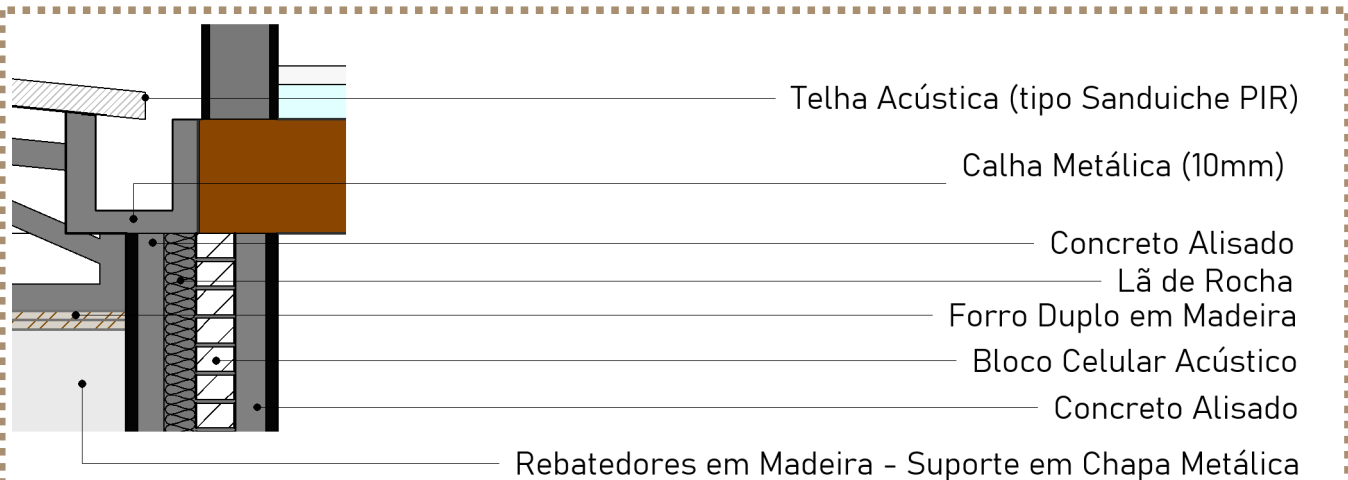 Telha Acústica (tipo Sanduiche PIR)
Calha Metálica (10mm)
Concreto Alisado
Lã de Rocha
Forro Duplo em Madeira
Bloco Celular Acústico
Concreto Alisado
Rebatedores em Madeira - Suporte em Chapa Metálica